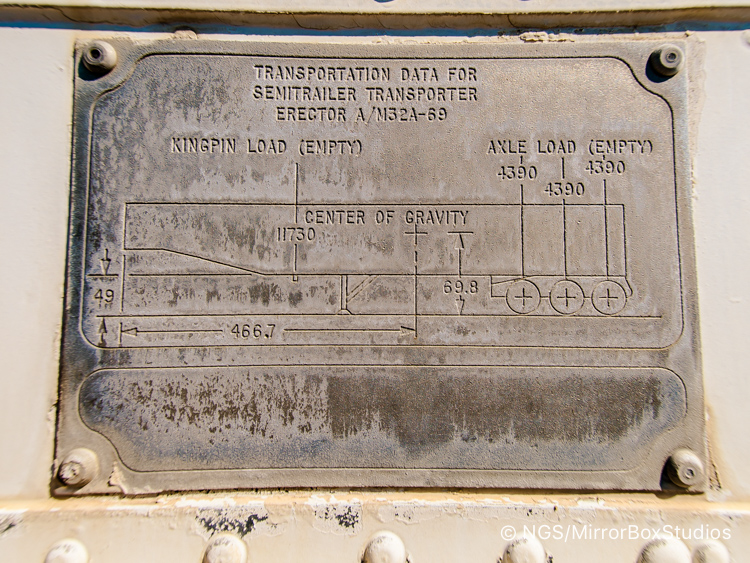 TRANSPORTATION DATA FOR
SEMITRAILER TRANSPORTER
ERECTOR A/M32A-69
KINGPIN LOAD (EMPTY)
AXLE LOAD (EMPTY)
4390
4390
4390
CENTER OF GRAVITY
11730
49
69.8
466.7
© NGS/MirrorBoxStudios